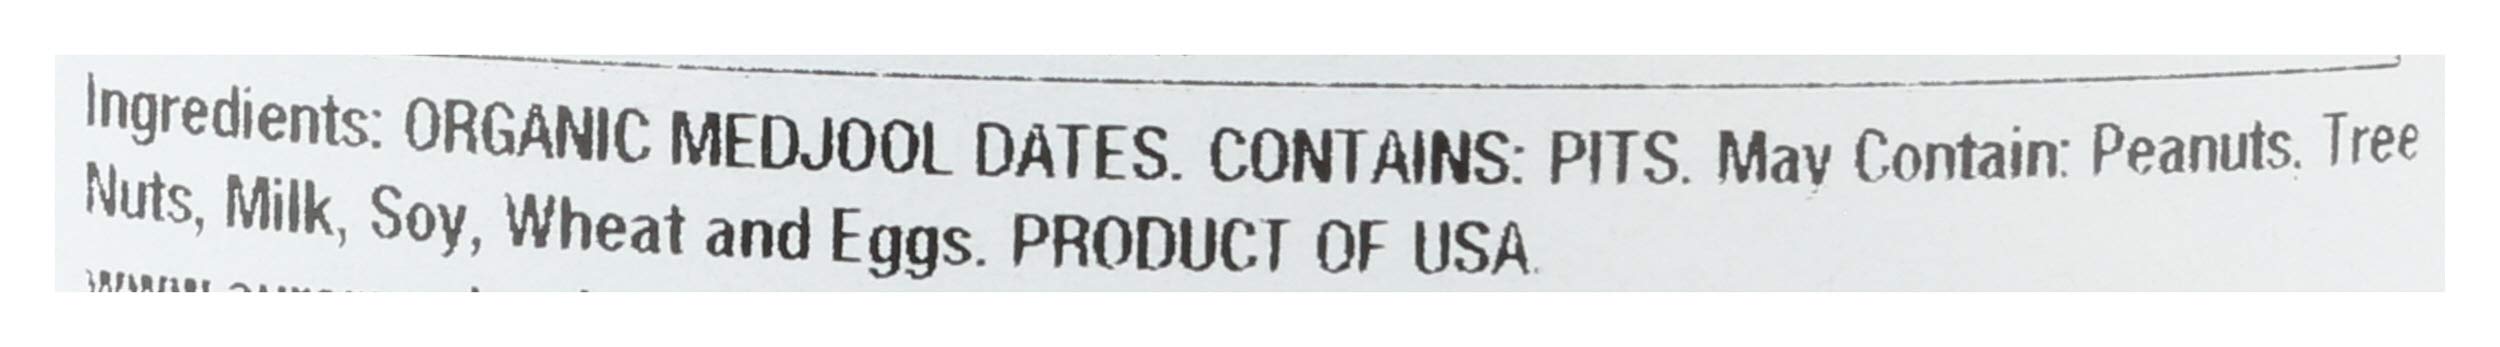 Ingredients: ORGANIC MEDJOOL DATES. CONTAINS: PITS. May Contain: Peanuts. Tree
Nuts, Milk, Soy, Wheat and Eggs. PRODUCT OF USA.